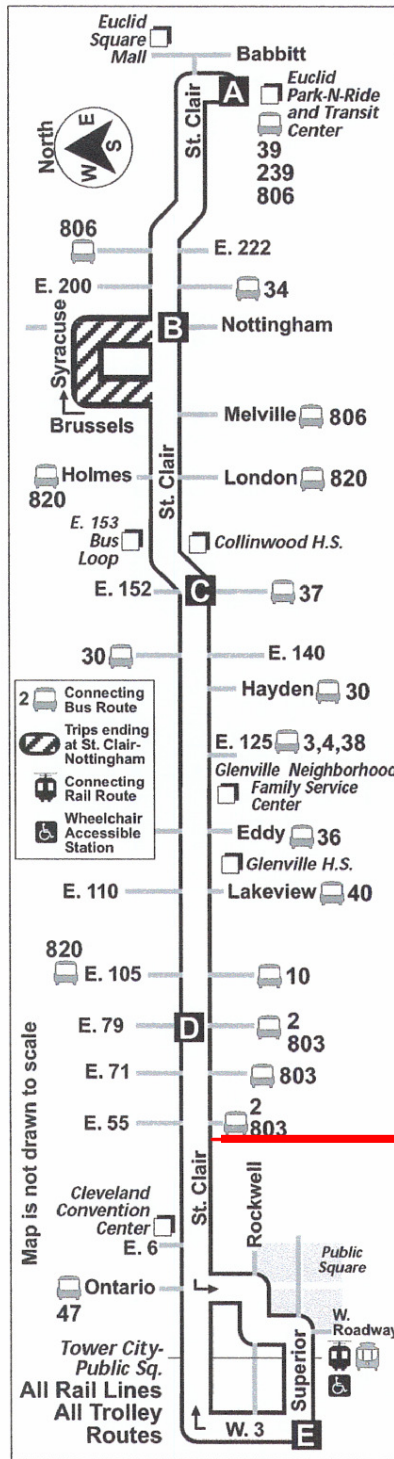 Euclid
Square
Mall
Babbitt
A
Euclid
Park-N-Ride
and Transit
Center
39
239
806
St. Clair
North
E
S
W
806
E. 222
E. 200
34
B
Nottingham
Syracuse
Brussels
Melville 806
St. Clair
Holmes
820
London 820
E. 153
Bus
Loop
Collinwood H.S.
E. 152
C
37
30
E. 140
Hayden 30
2 Connecting
Bus Route
Trips ending
at St. Clair-
Nottingham
Connecting
Rail Route
Wheelchair
Accessible
Station
E. 125 3,4,38
Glenville Neighborhood
Family Service
Center
Eddy 36
Glenville H.S.
E. 110
Lakeview 40
820
E. 105
10
E. 79
D
2
803
E. 71
803
E. 55
2
803
Map is not drawn to scale
St. Clair
Cleveland
Convention
Center
E. 6
Rockwell
Public
Square
Ontario
47
W.
Roadway
Tower City-
Public Sq.
All Rail Lines
All Trolley
Routes
Superior
W. 3
E